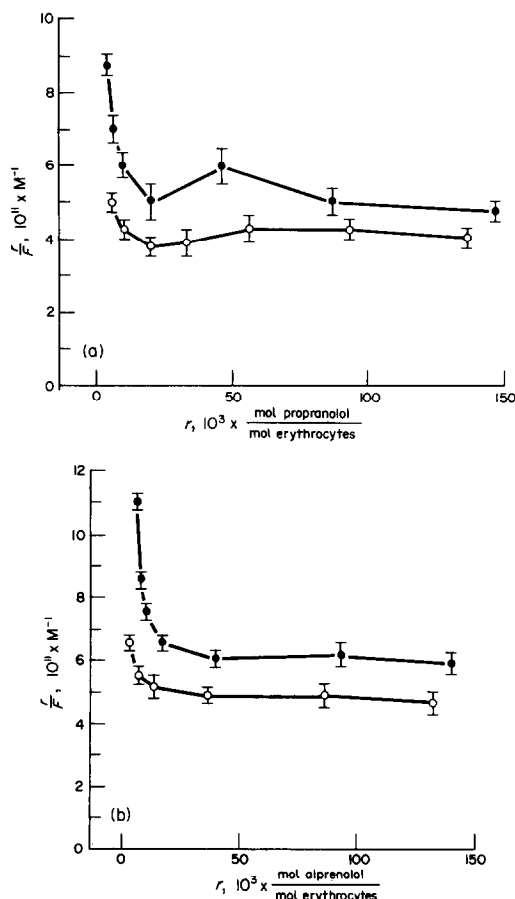 10
8
6
4
2
0
r/F, 10¹¹ x M⁻¹
(a)
0 50 100 150
r, 10³ x mol propranolol / mol erythrocytes
12
10
8
6
4
2
0
r/F, 10¹¹ x M⁻¹
(b)
0 50 100 150
r, 10³ x mol alprenolol / mol erythrocytes